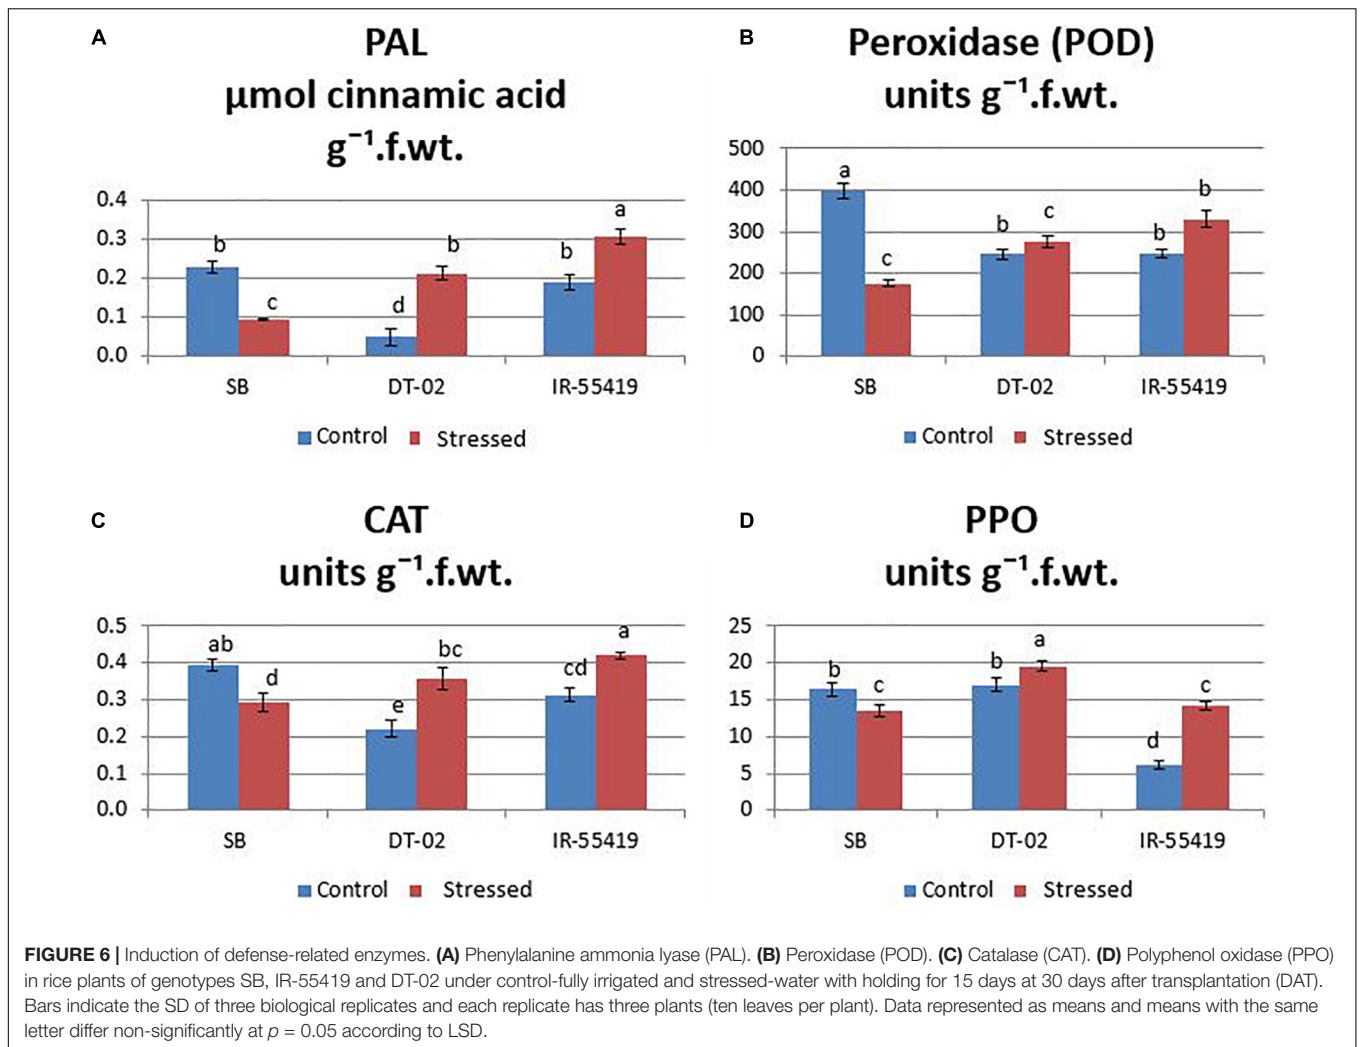 A
PAL
µmol cinnamic acid
g⁻¹.f.wt.
0.4
0.3
0.2
0.1
0.0
b
c
d
b
b
a
SB
DT-02
IR-55419
Control
Stressed
B
Peroxidase (POD)
units g⁻¹.f.wt.
500
400
300
200
100
0
a
c
b
c
b
b
SB
DT-02
IR-55419
Control
Stressed
C
CAT
units g⁻¹.f.wt.
0.5
0.4
0.3
0.2
0.1
0.0
ab
d
e
bc
cd
a
SB
DT-02
IR-55419
Control
Stressed
D
PPO
units g⁻¹.f.wt.
25
20
15
10
5
0
b
c
b
a
d
c
SB
DT-02
IR-55419
Control
Stressed
FIGURE 6 | Induction of defense-related enzymes. (A) Phenylalanine ammonia lyase (PAL). (B) Peroxidase (POD). (C) Catalase (CAT). (D) Polyphenol oxidase (PPO)
in rice plants of genotypes SB, IR-55419 and DT-02 under control-fully irrigated and stressed-water with holding for 15 days at 30 days after transplantation (DAT).
Bars indicate the SD of three biological replicates and each replicate has three plants (ten leaves per plant). Data represented as means and means with the same
letter differ non-significantly at p = 0.05 according to LSD.